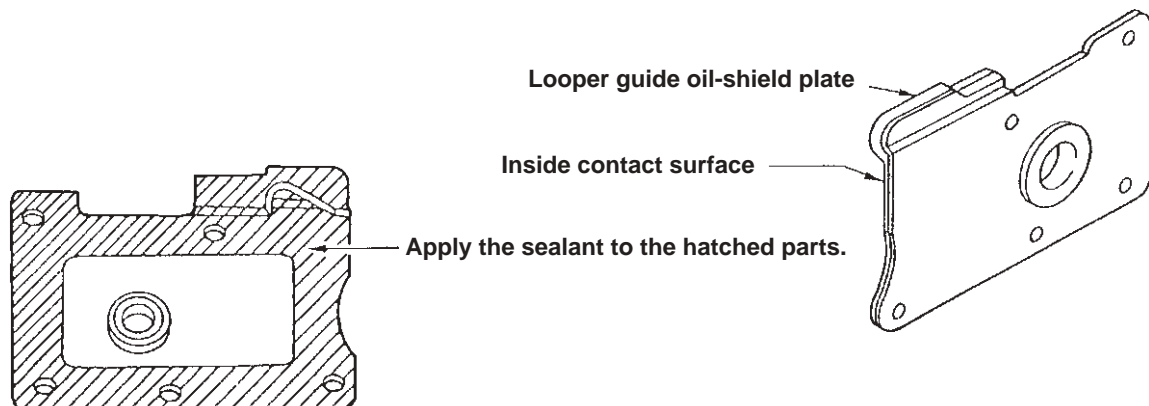 Looper guide oil-shield plate
Inside contact surface
Apply the sealant to the hatched parts.